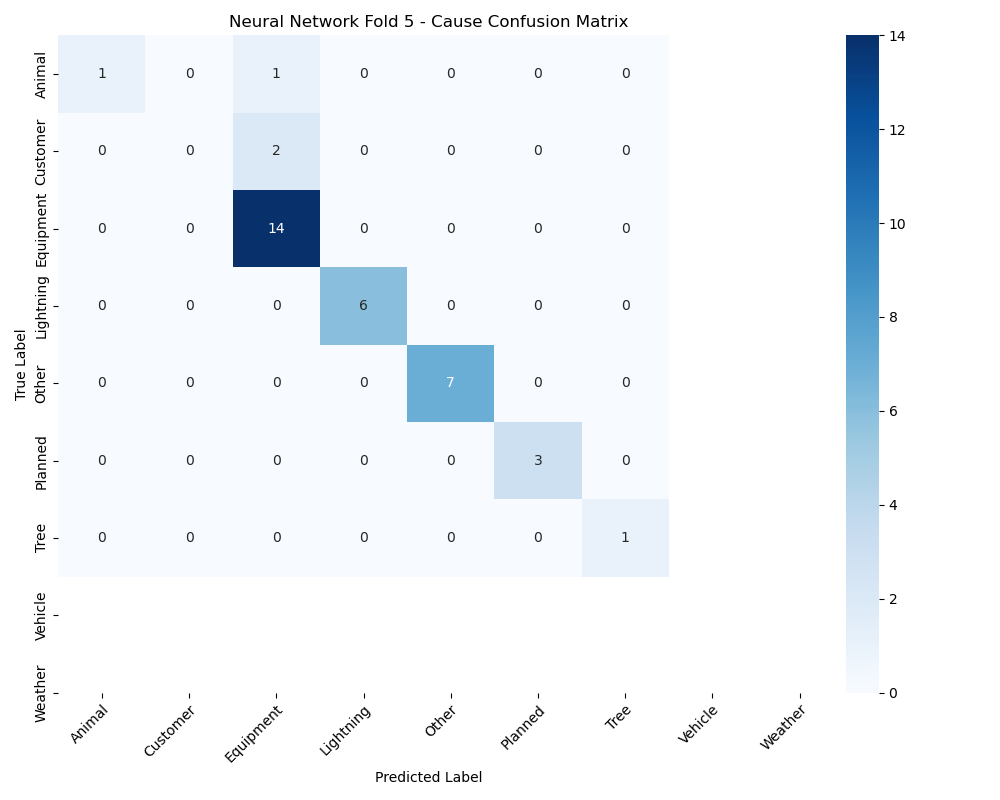 Neural Network Fold 5 - Cause Confusion Matrix
True Label
Animal 1 0 1 0 0 0 0
Customer 0 0 2 0 0 0 0
Equipment 0 0 14 0 0 0 0
Lightning 0 0 0 6 0 0 0
Other 0 0 0 0 7 0 0
Planned 0 0 0 0 0 3 0
Tree 0 0 0 0 0 0 1
Vehicle
Weather
Animal Customer Equipment Lightning Other Planned Tree Vehicle Weather
Predicted Label
14
12
10
8
6
4
2
0